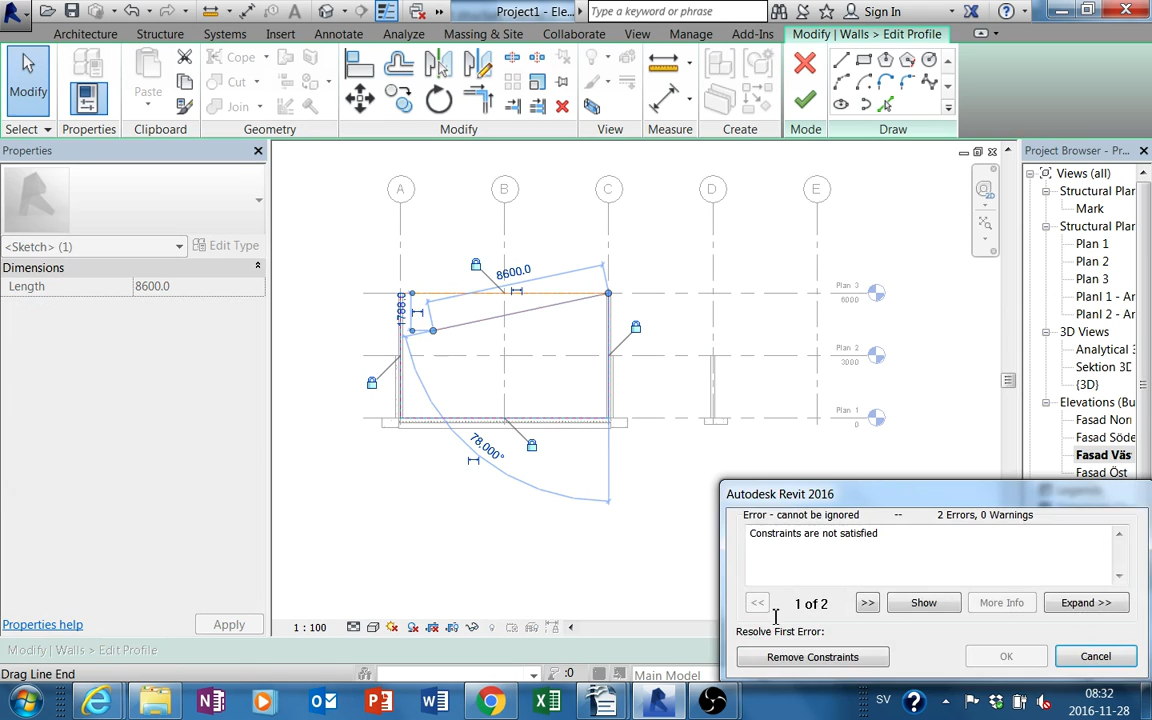 Project1 - Ele...
Type a keyword or phrase
Sign In
Architecture
Structure
Systems
Insert
Annotate
Analyze
Massing & Site
Collaborate
View
Manage
Add-Ins
Modify | Walls > Edit Profile
Modify
Paste
Cope
Cut
Join
Select
Properties
Clipboard
Geometry
Modify
View
Measure
Create
Mode
Draw
Properties
<Sketch> (1)
Edit Type
Dimensions
Length
8600.0
Properties help
Apply
A
B
C
D
E
8600.0
1788.0
78.000°
Plan 3
6000
Plan 2
3000
Plan 1
0
1 : 100
Project Browser - Pr...
Views (all)
Structural Plar
Mark
Structural Plar
Plan 1
Plan 2
Plan 3
Planl 1 - Ar
Plan1 2 - Ar
3D Views
Analytical 3
Sektion 3D
{3D}
Elevations (Bu
Fasad Non
Fasad Söde
Fasad Väs
Fasad Öst
Autodesk Revit 2016
Error - cannot be ignored -- 2 Errors, 0 Warnings
Constraints are not satisfied
<< 1 of 2 >>
Show
More Info
Expand >>
Resolve First Error:
Remove Constraints
OK
Cancel
Modify | Walls > Edit Profile
Drag Line End
:0
Main Model
SV
08:32
2016-11-28